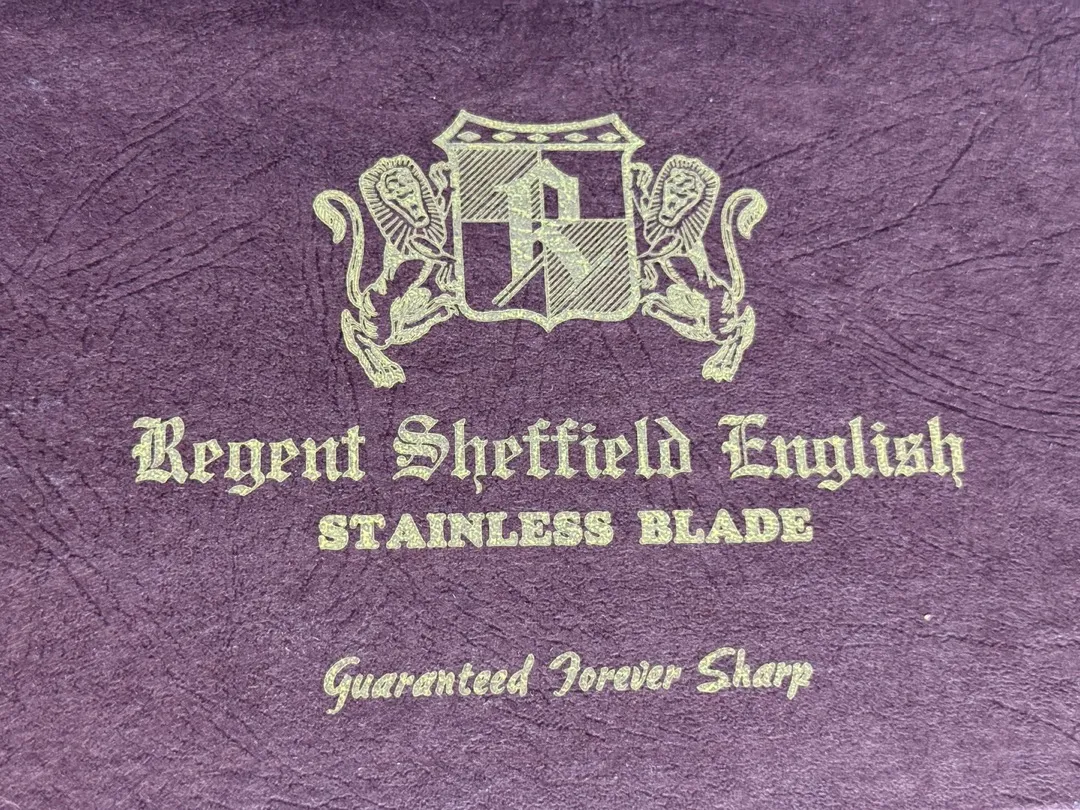 R
Regent Sheffield English
STAINLESS BLADE
Guaranteed Forever Sharp